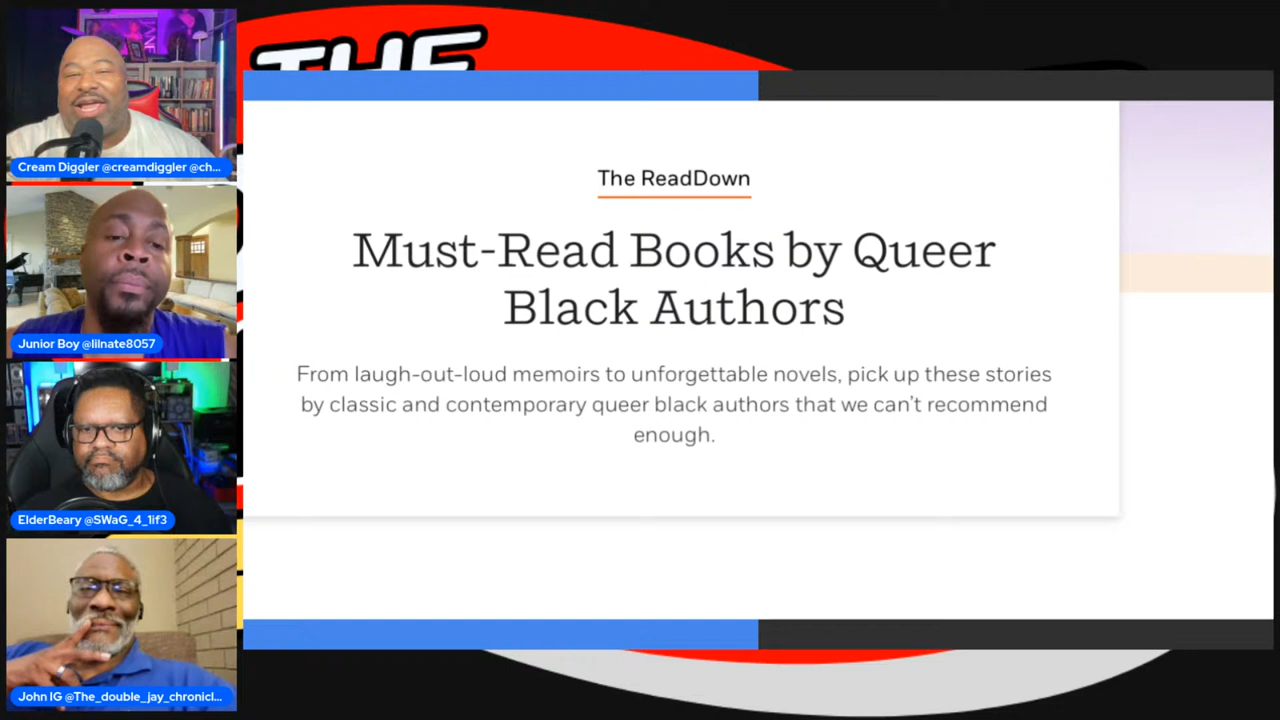 THE
Cream Diggler @creamdiggler @ch...
Junior Boy @lilnate8057
ElderBeary @SWaG_4_1if3
John IG @The_double_jay_chronicl...
The ReadDown
Must-Read Books by Queer
Black Authors
From laugh-out-loud memoirs to unforgettable novels, pick up these stories
by classic and contemporary queer black authors that we can't recommend
enough.